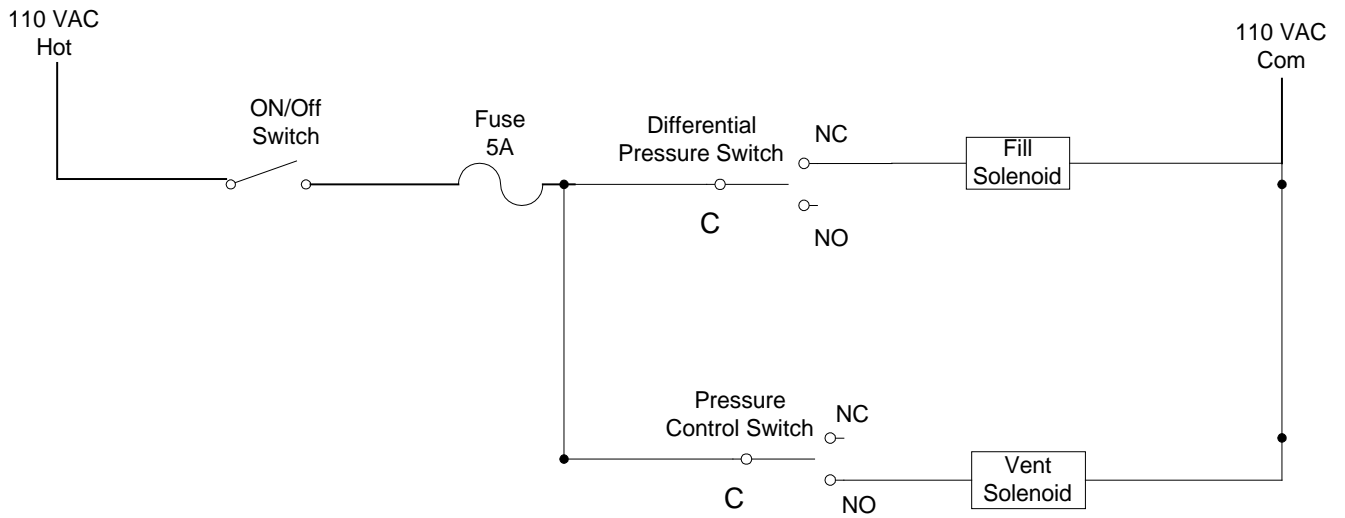 110 VAC
Hot
110 VAC
Com
ON/Off
Switch
Fuse
5A
Differential
Pressure Switch
NC
Fill
Solenoid
C
NO
Pressure
Control Switch
NC
Vent
Solenoid
C
NO